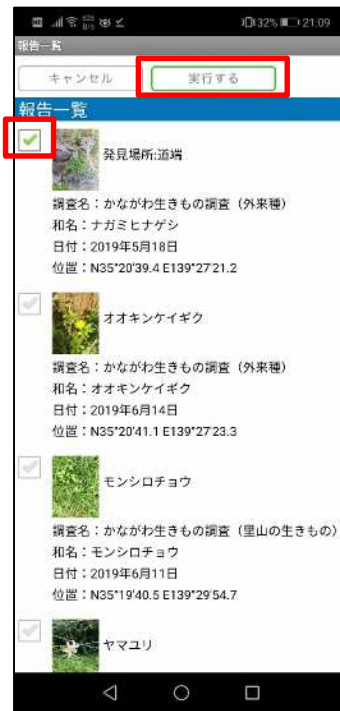 32% 21:09
報告一覧
キャンセル
実行する
報告一覧
発見場所:道端
調査名：かながわ生きもの調査（外来種）
和名：ナガミヒナゲシ
日付：2019年5月18日
位置：N35°20'39.4 E139°27'21.2
オオキンケイギク
調査名：かながわ生きもの調査（外来種）
和名：オオキンケイギク
日付：2019年6月14日
位置：N35°20'41.1 E139°27'23.3
モンシロチョウ
調査名：かながわ生きもの調査（里山の生きもの）
和名：モンシロチョウ
日付：2019年6月11日
位置：N35°19'40.5 E139°29'54.7
ヤマユリ